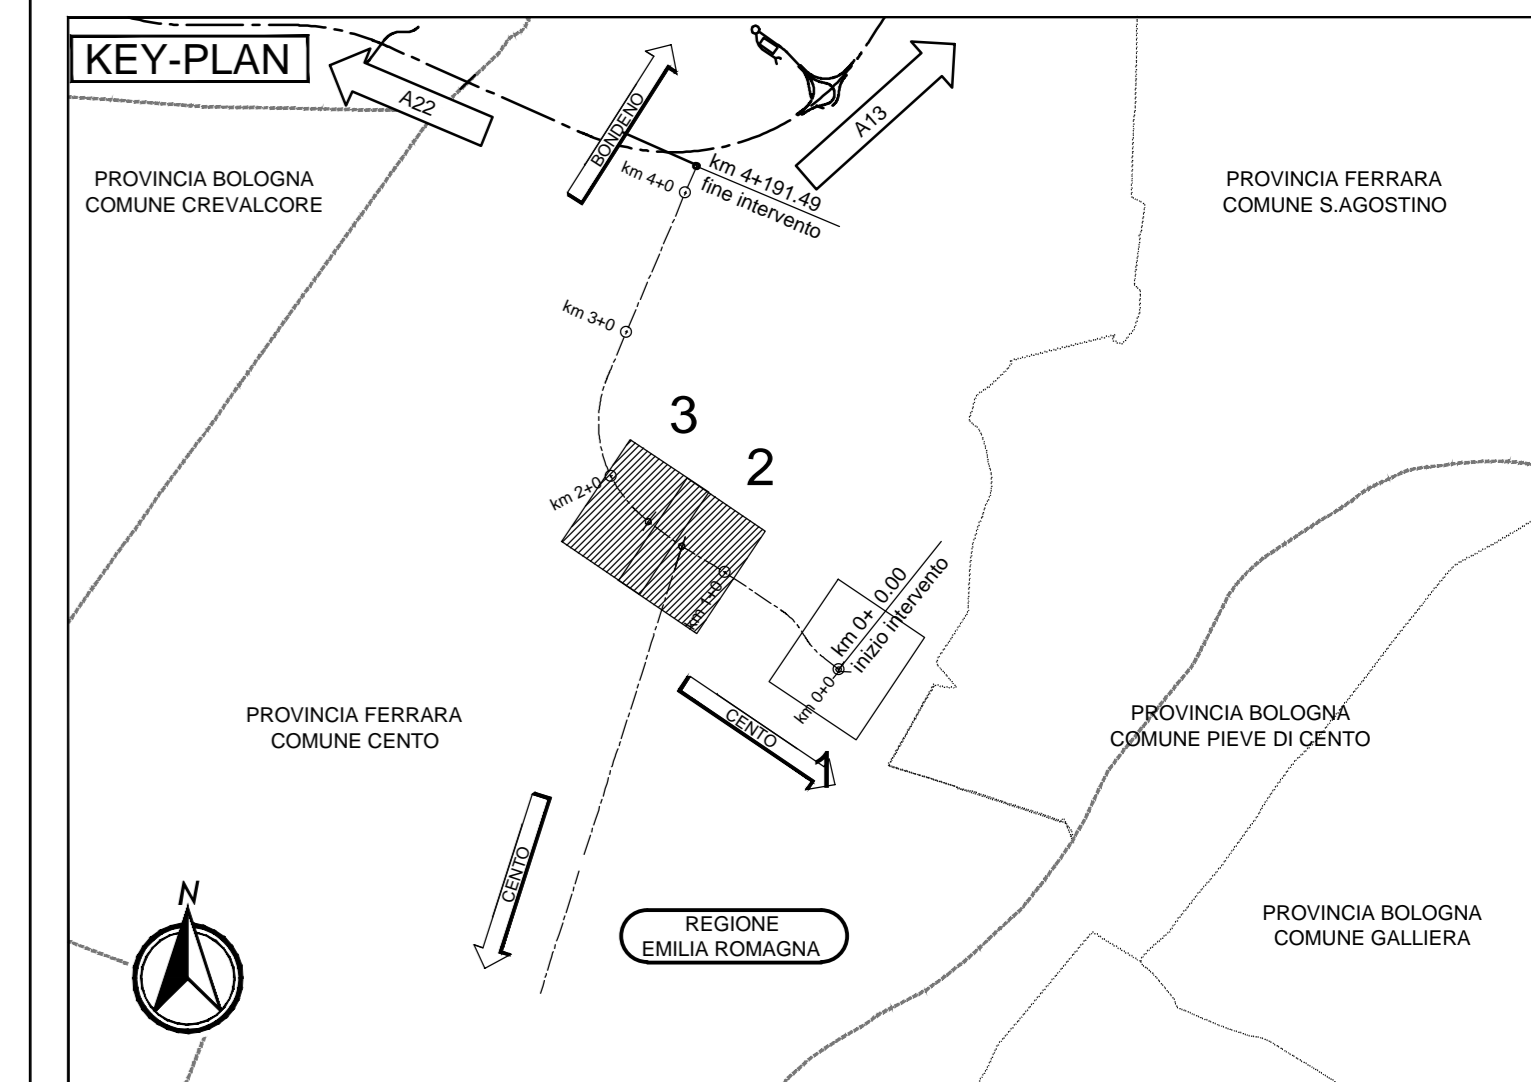 KEY-PLAN
A22
BONDENO
A13
km 4+191.49
fine intervento
km 4+0
PROVINCIA BOLOGNA
COMUNE CREVALCORE
PROVINCIA FERRARA
COMUNE S.AGOSTINO
km 3+0
3
2
km 2+0
km 1+0
km 0+ 0.00
inizio intervento
km 0+0
PROVINCIA FERRARA
COMUNE CENTO
CENTO
1
PROVINCIA BOLOGNA
COMUNE PIEVE DI CENTO
CENTO
N
REGIONE
EMILIA ROMAGNA
PROVINCIA BOLOGNA
COMUNE GALLIERA